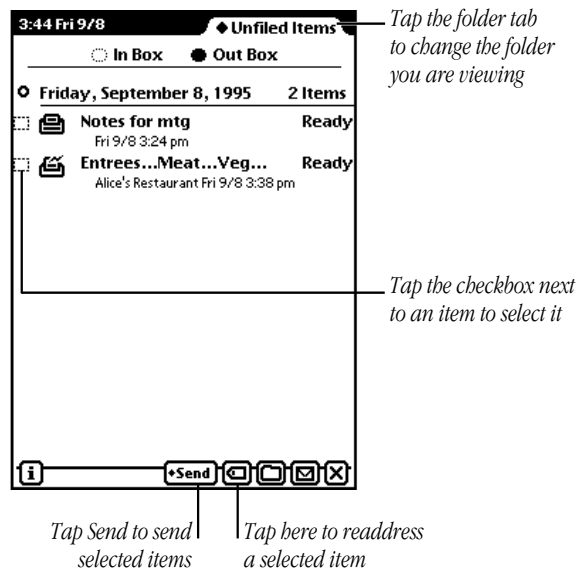 3:44 Fri 9/8
◆ Unfiled Items
Tap the folder tab
to change the folder
you are viewing
In Box
Out Box
Friday, September 8, 1995 2 Items
Notes for mtg Ready
Fri 9/8 3:24 pm
Entrees...Meat...Veg... Ready
Alice's Restaurant Fri 9/8 3:38 pm
Tap the checkbox next
to an item to select it
i
◆Send
Tap Send to send
selected items
Tap here to readdress
a selected item